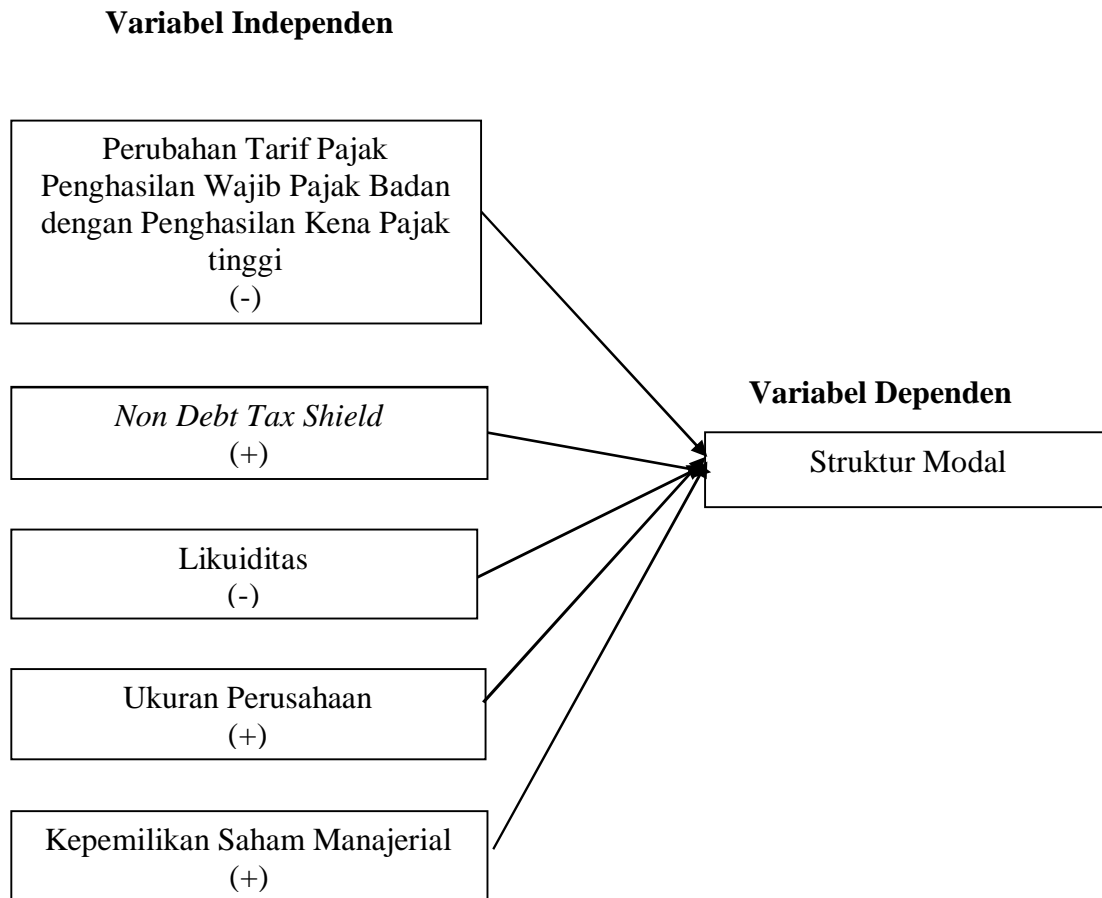 Variabel Independen
Perubahan Tarif Pajak
Penghasilan Wajib Pajak Badan
dengan Penghasilan Kena Pajak
tinggi
(-)
Non Debt Tax Shield
(+)
Likuiditas
(-)
Ukuran Perusahaan
(+)
Kepemilikan Saham Manajerial
(+)
Variabel Dependen
Struktur Modal